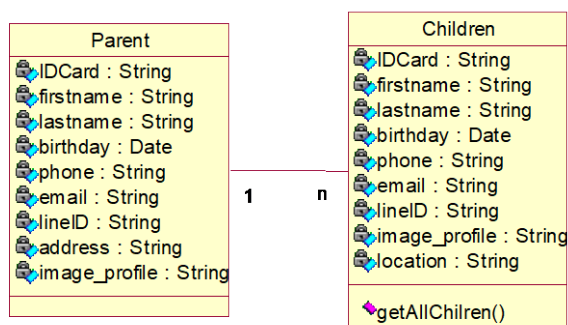 Parent
IDCard : String
firstname : String
lastname : String
birthday : Date
phone : String
email : String
lineID : String
address : String
image_profile : String
1
n
Children
IDCard : String
firstname : String
lastname : String
birthday : Date
phone : String
email : String
lineID : String
image_profile : String
location : String
getAllChilren()